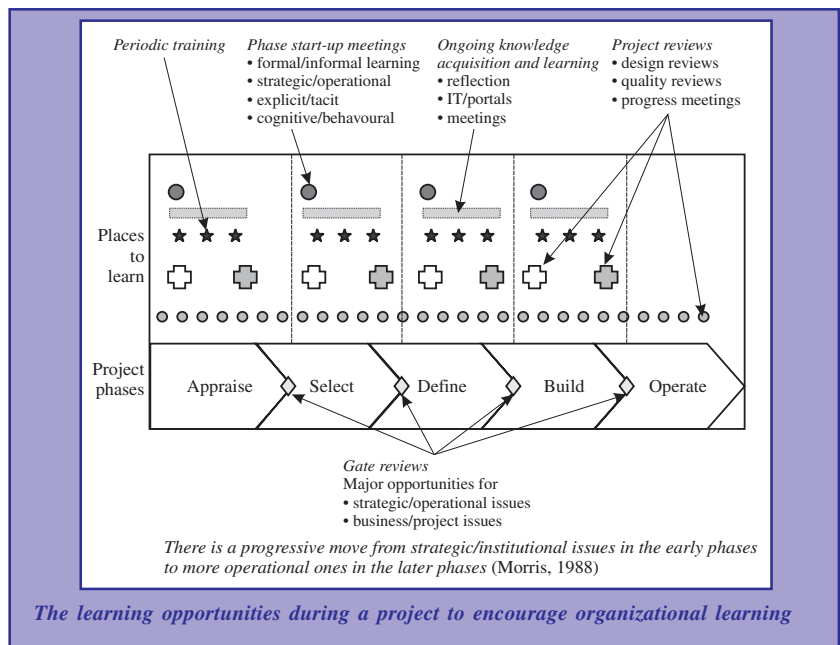 Periodic training
Phase start-up meetings
• formal/informal learning
• strategic/operational
• explicit/tacit
• cognitive/behavoural
Ongoing knowledge
acquisition and learning
• reflection
• IT/portals
• meetings
Project reviews
• design reviews
• quality reviews
• progress meetings
Places
to
learn
Project
phases
Appraise
Select
Define
Build
Operate
Gate reviews
Major opportunities for
• strategic/operational issues
• business/project issues
There is a progressive move from strategic/institutional issues in the early phases
to more operational ones in the later phases (Morris, 1988)
The learning opportunities during a project to encourage organizational learning